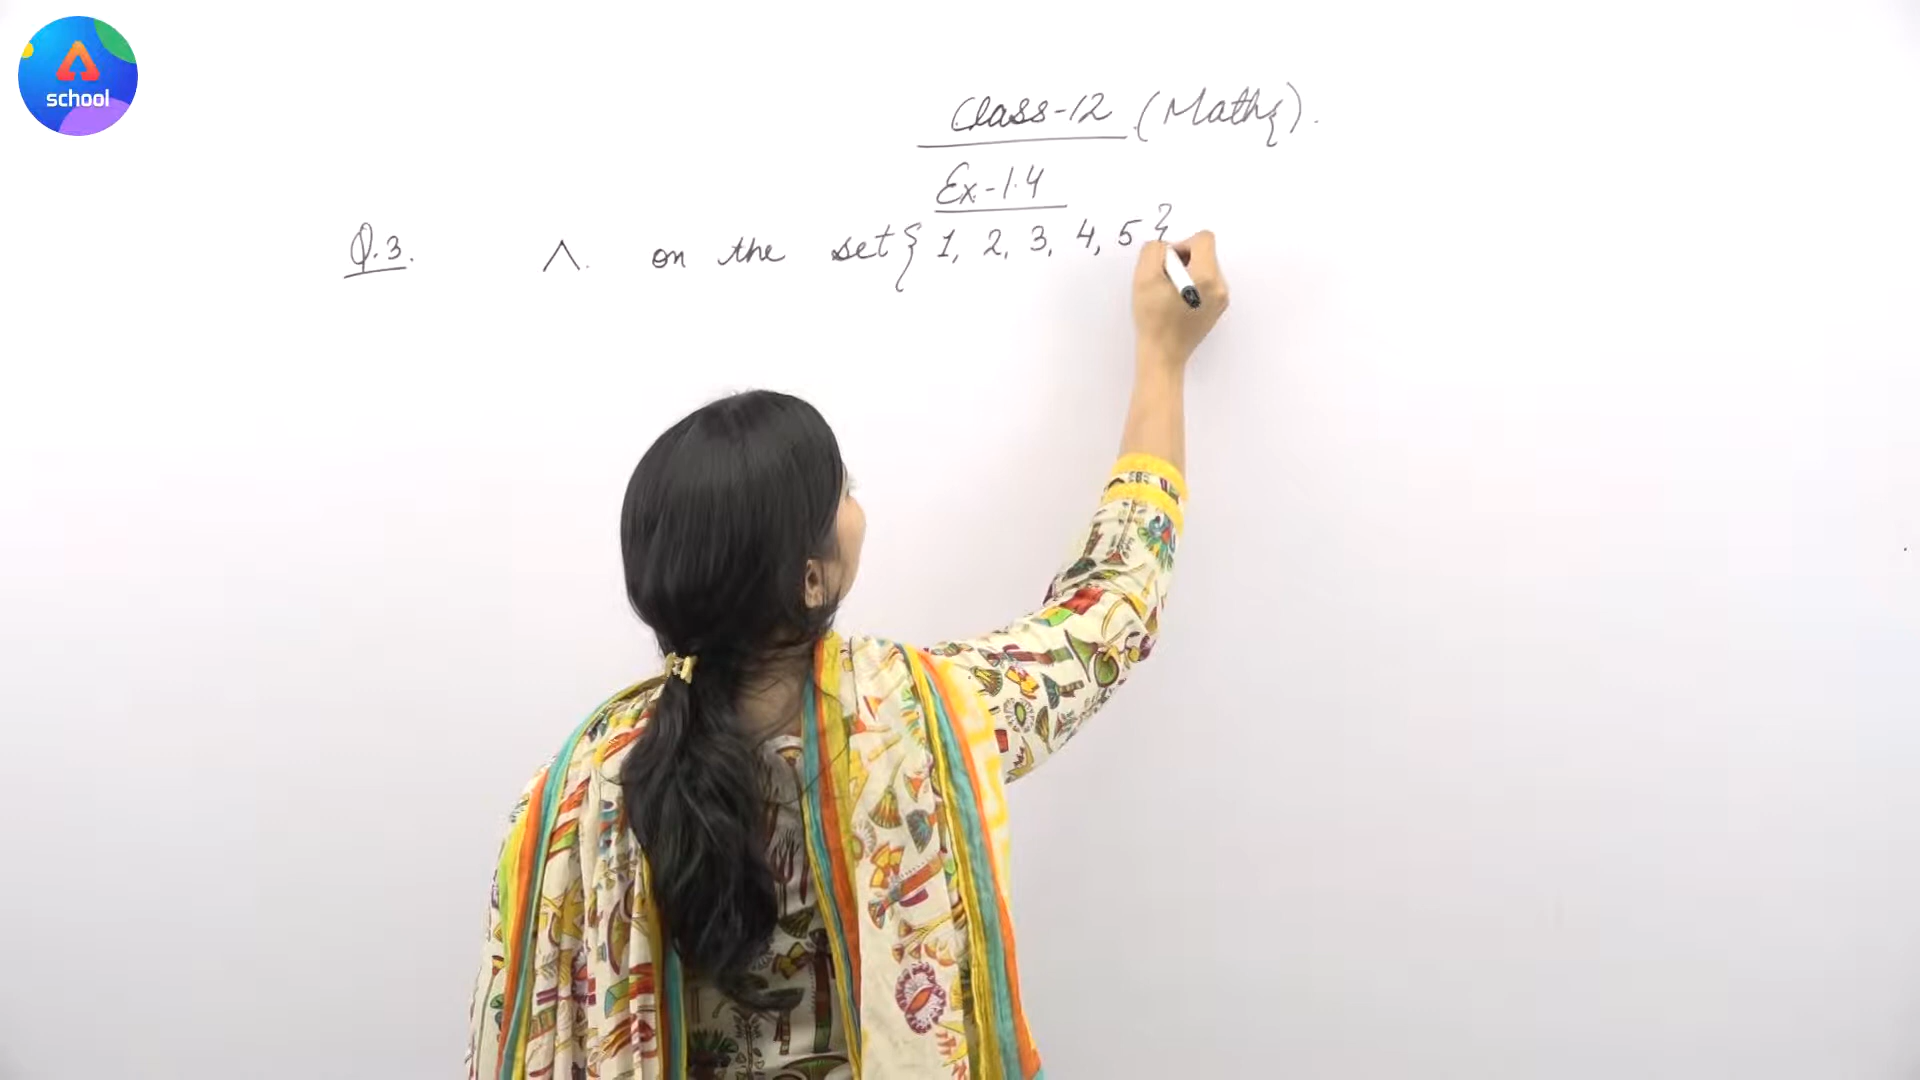 school
Class-12 (Maths).
Ex-1.4
Q.3. ∧. on the set { 1, 2, 3, 4, 5 }